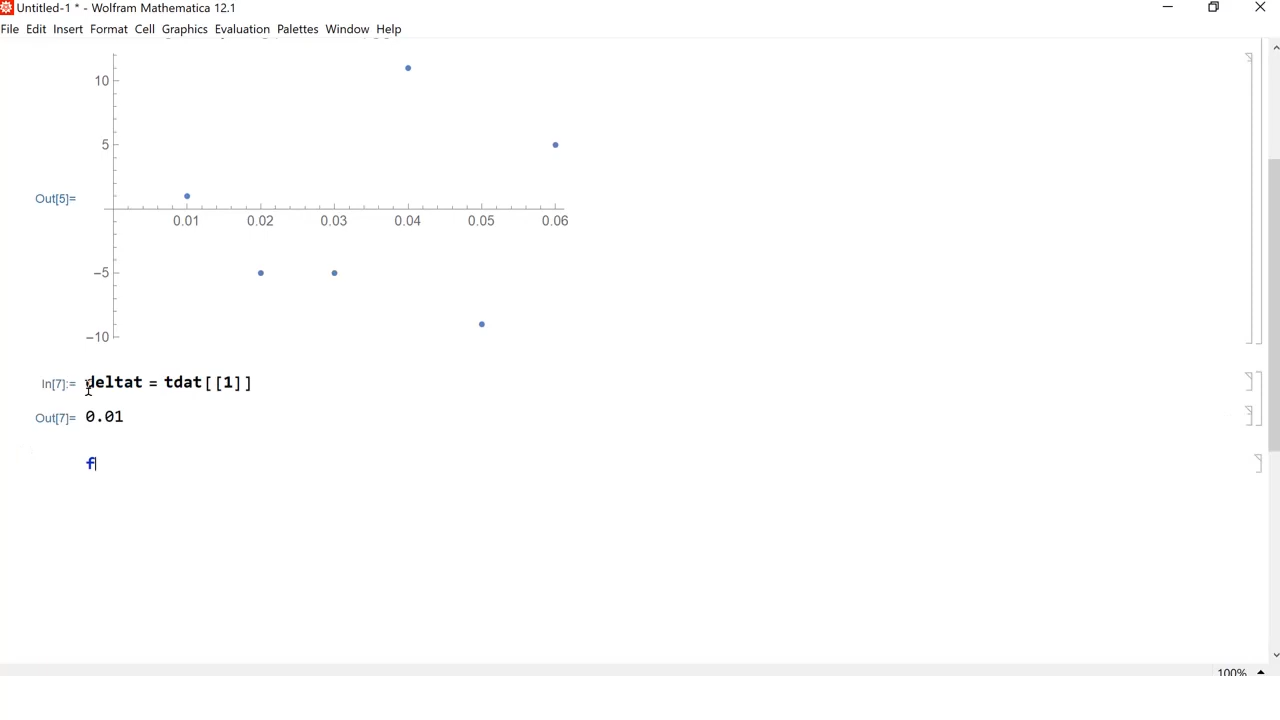 Untitled-1 * - Wolfram Mathematica 12.1
File Edit Insert Format Cell Graphics Evaluation Palettes Window Help
10
5
Out[5]=
0.01 0.02 0.03 0.04 0.05 0.06
-5
-10
In[7]:= deltat = tdat[[1]]
Out[7]= 0.01
f
100%